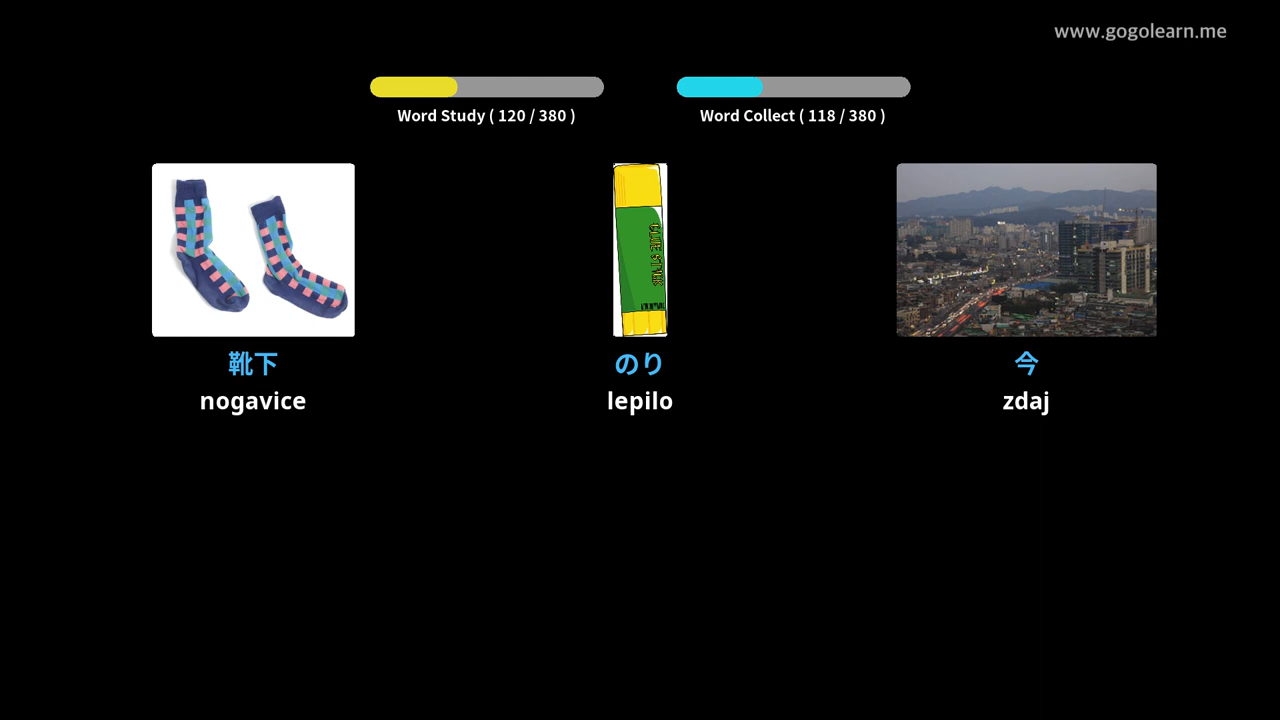 www.gogolearn.me
Word Study ( 120 / 380 )
Word Collect ( 118 / 380 )
靴下
のり
今
nogavice
lepilo
zdaj